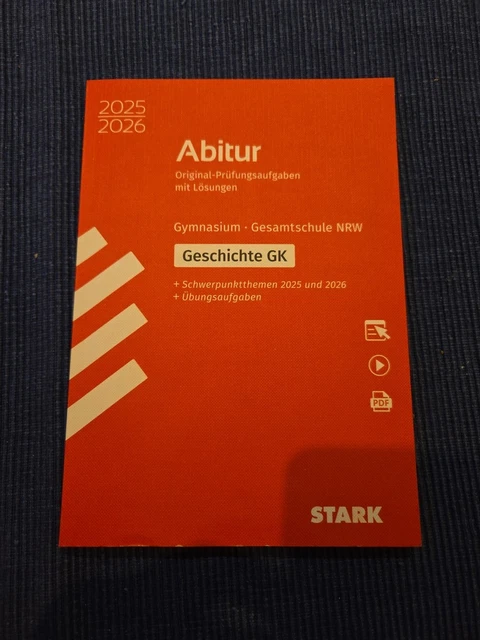 2025
2026
Abitur
Original-Prüfungsaufgaben
mit Lösungen
Gymnasium · Gesamtschule NRW
Geschichte GK
+ Schwerpunktthemen 2025 und 2026
+ Übungsaufgaben
PDF
STARK